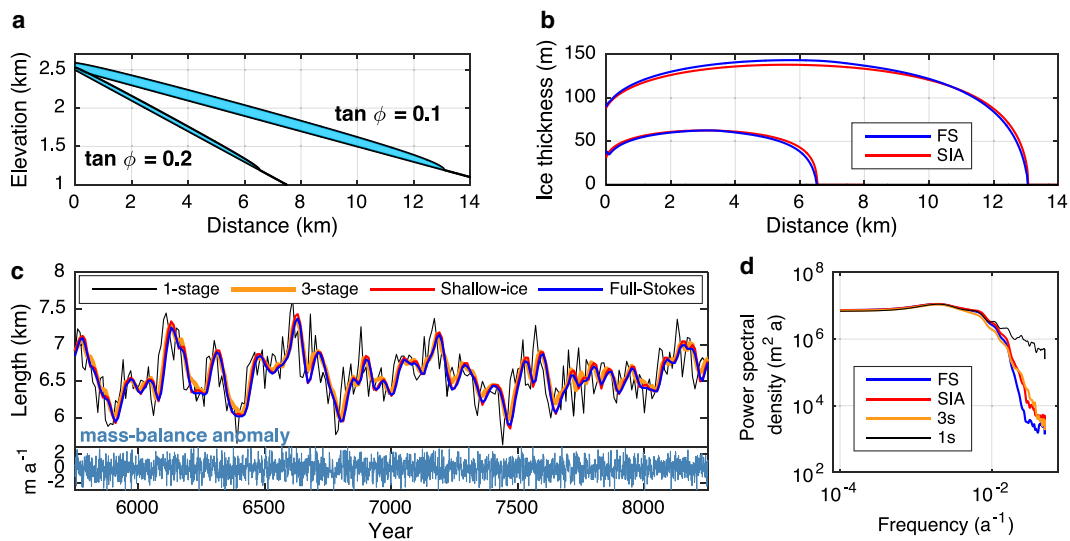 a
Elevation (km)
2.5
2
1.5
1
tan ϕ = 0.1
tan ϕ = 0.2
0 2 4 6 8 10 12 14
Distance (km)
b
Ice thickness (m)
150
100
50
0
FS
SIA
0 2 4 6 8 10 12 14
Distance (km)
c
Length (km)
8
7.5
7
6.5
6
1-stage 3-stage Shallow-ice Full-Stokes
mass-balance anomaly
m a⁻¹
2
0
-2
6000 6500 7000 7500 8000
Year
d
Power spectral
density (m² a)
10⁸
10⁶
10⁴
10²
FS
SIA
3s
1s
10⁻⁴ 10⁻²
Frequency (a⁻¹)